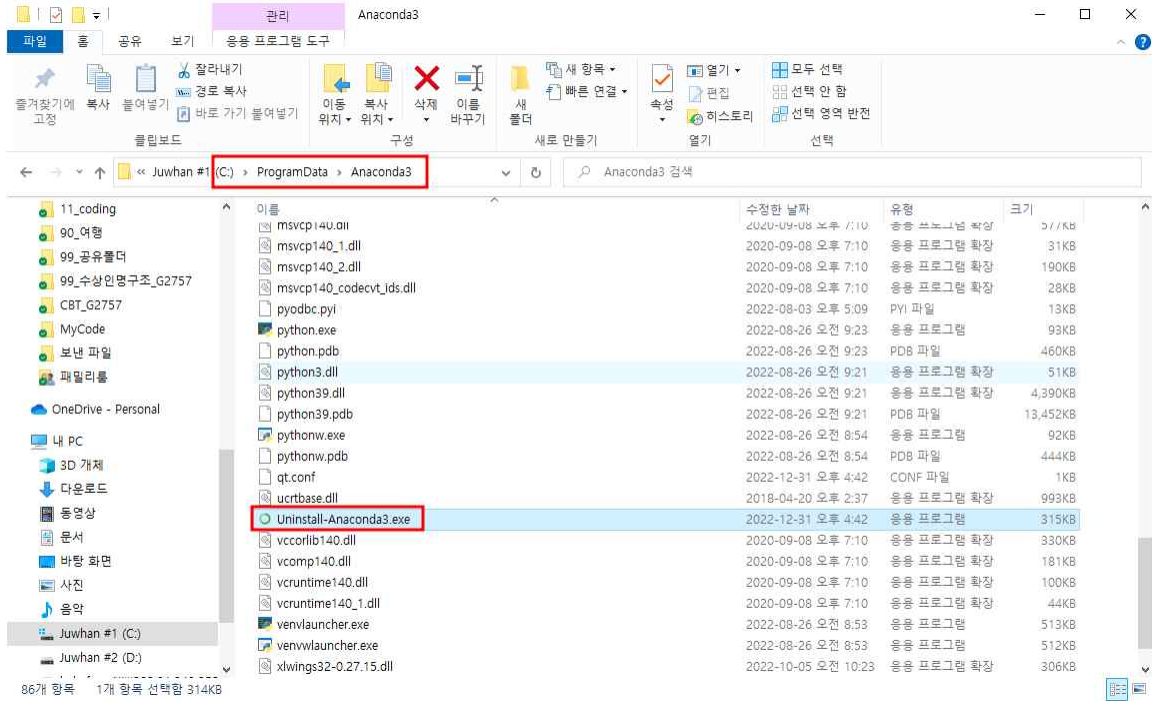 관리 Anaconda3
파일 홈 공유 보기 응용 프로그램 도구
즐겨찾기에 고정
복사
붙여넣기
잘라내기
경로 복사
바로 가기 붙여넣기
클립보드
이동 위치
복사 위치
삭제
이름 바꾸기
구성
새 폴더
새 항목
빠른 연결
새로 만들기
속성
열기
편집
히스토리
열기
모두 선택
선택 안 함
선택 영역 반전
선택
« Juwhan #1 (C:) › ProgramData › Anaconda3
Anaconda3 검색
11_coding
90_여행
99_공유폴더
99_수상인명구조_G2757
CBT_G2757
MyCode
보낸 파일
패밀리룸
OneDrive - Personal
내 PC
3D 개체
다운로드
동영상
문서
바탕 화면
사진
음악
Juwhan #1 (C:)
Juwhan #2 (D:)
이름 수정한 날짜 유형 크기
msvcp140.dll 2020-09-08 오후 7:10 응용 프로그램 확장 577KB
msvcp140_1.dll 2020-09-08 오후 7:10 응용 프로그램 확장 31KB
msvcp140_2.dll 2020-09-08 오후 7:10 응용 프로그램 확장 190KB
msvcp140_codecvt_ids.dll 2020-09-08 오후 7:10 응용 프로그램 확장 28KB
pyodbc.pyi 2022-08-03 오후 5:09 PYI 파일 13KB
python.exe 2022-08-26 오전 9:23 응용 프로그램 93KB
python.pdb 2022-08-26 오전 9:23 PDB 파일 460KB
python3.dll 2022-08-26 오전 9:21 응용 프로그램 확장 51KB
python39.dll 2022-08-26 오전 9:21 응용 프로그램 확장 4,390KB
python39.pdb 2022-08-26 오전 9:21 PDB 파일 13,452KB
pythonw.exe 2022-08-26 오전 8:54 응용 프로그램 92KB
pythonw.pdb 2022-08-26 오전 8:54 PDB 파일 444KB
qt.conf 2022-12-31 오후 4:42 CONF 파일 1KB
ucrtbase.dll 2018-04-20 오후 2:37 응용 프로그램 확장 993KB
Uninstall-Anaconda3.exe 2022-12-31 오후 4:42 응용 프로그램 315KB
vccorlib140.dll 2020-09-08 오후 7:10 응용 프로그램 확장 330KB
vcomp140.dll 2020-09-08 오후 7:10 응용 프로그램 확장 181KB
vcruntime140.dll 2020-09-08 오후 7:10 응용 프로그램 확장 100KB
vcruntime140_1.dll 2020-09-08 오후 7:10 응용 프로그램 확장 44KB
venvlauncher.exe 2022-08-26 오전 8:53 응용 프로그램 513KB
venvwlauncher.exe 2022-08-26 오전 8:53 응용 프로그램 512KB
xlwings32-0.27.15.dll 2022-10-05 오전 10:23 응용 프로그램 확장 306KB
86개 항목 1개 항목 선택함 314KB